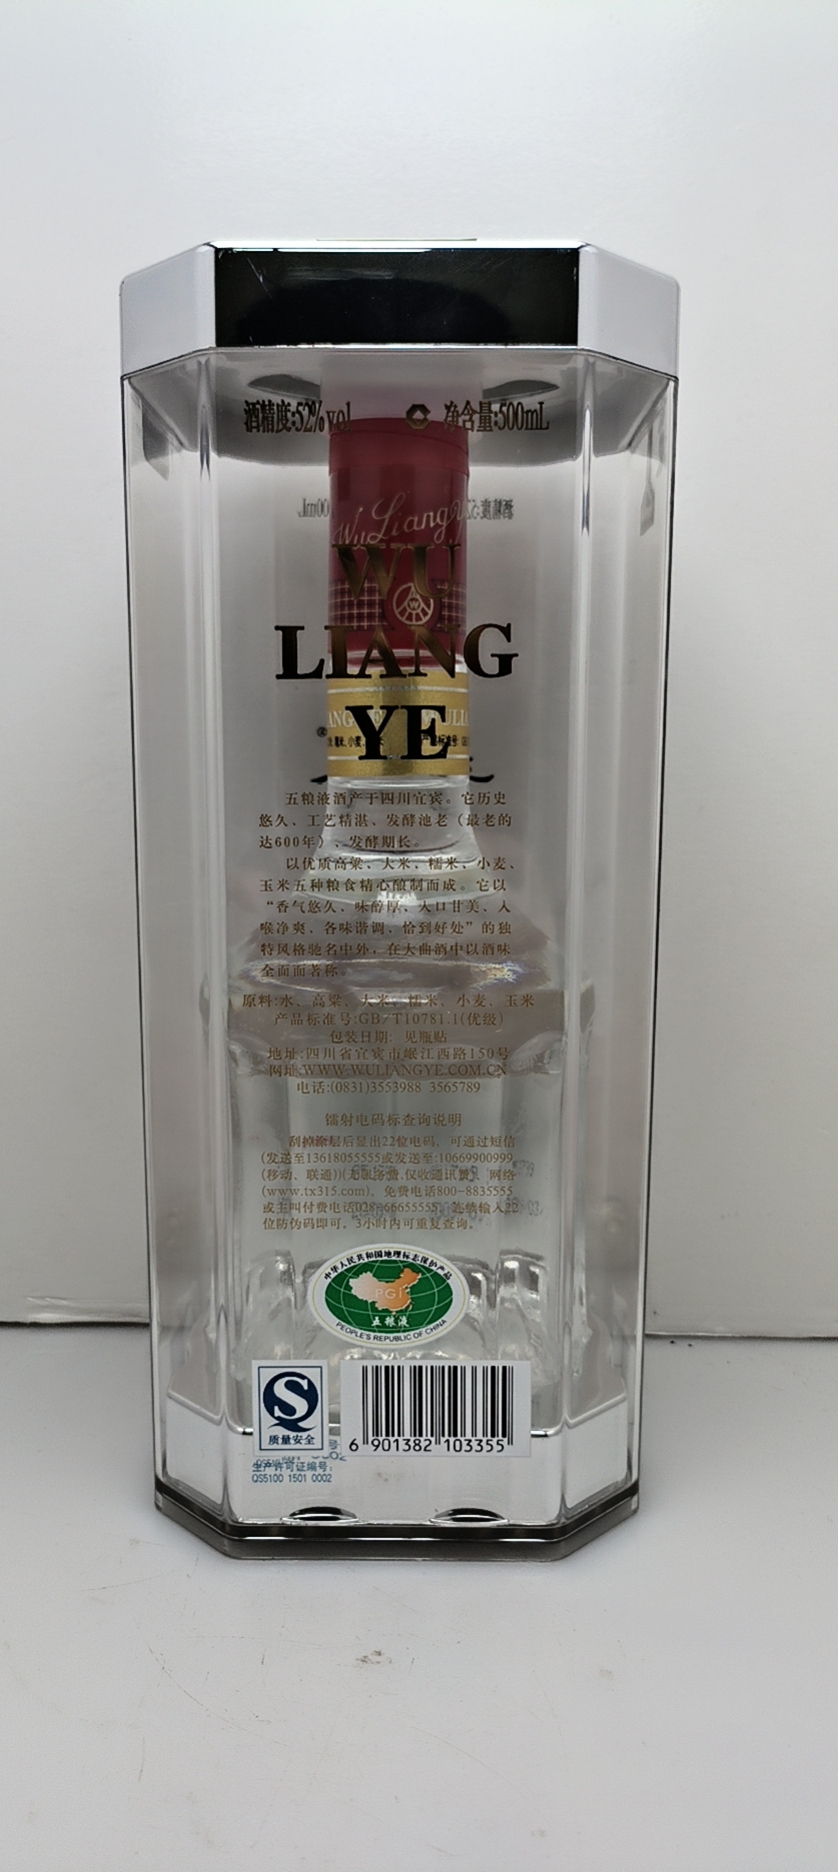 酒精度:52%vol 净含量:500mL
WuLiangYe
WU
LIANG
YE
五粮液酒产于四川宜宾。它历史
悠久、工艺精湛、发酵池老（最老的
达600年）、发酵期长。
以优质高粱、大米、糯米、小麦、
玉米五种粮食精心酿制而成。它以
“香气悠久、味醇厚、入口甘美、入
喉净爽、各味谐调、恰到好处”的独
特风格驰名中外，在大曲酒中以酒味
全面而著称。
原料:水、高粱、大米、糯米、小麦、玉米
产品标准号:GB/T10781.1(优级)
包装日期: 见瓶贴
地址:四川省宜宾市岷江西路150号
网址:WWW.WULIANGYE.COM.CN
电话:(0831)3553988 3565789
镭射电码标查询说明
刮掉涂层后显出22位电码，可通过短信
(发送至13618055555或发送至:10669900999
(移动、联通))(无服务费,仅收通讯费)、网络
(www.tx315.com)、免费电话800-8835555
或主叫付费电话028-66655555，连续输入22
位防伪码即可。3小时内可重复查询。
中华人民共和国地理标志保护产品
PGI
五粮液
PEOPLE'S REPUBLIC OF CHINA
质量安全
6 901382 103355
生产许可证编号:
QS5100 1501 0002